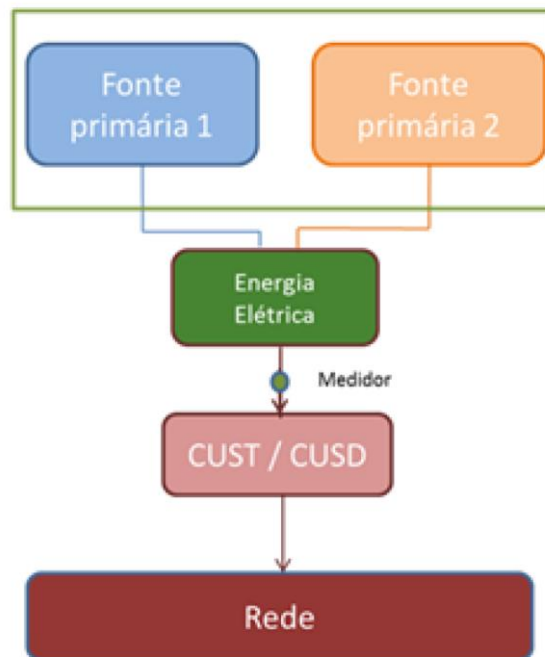 Fonte
primária 1
Fonte
primária 2
Energia
Elétrica
Medidor
CUST / CUSD
Rede